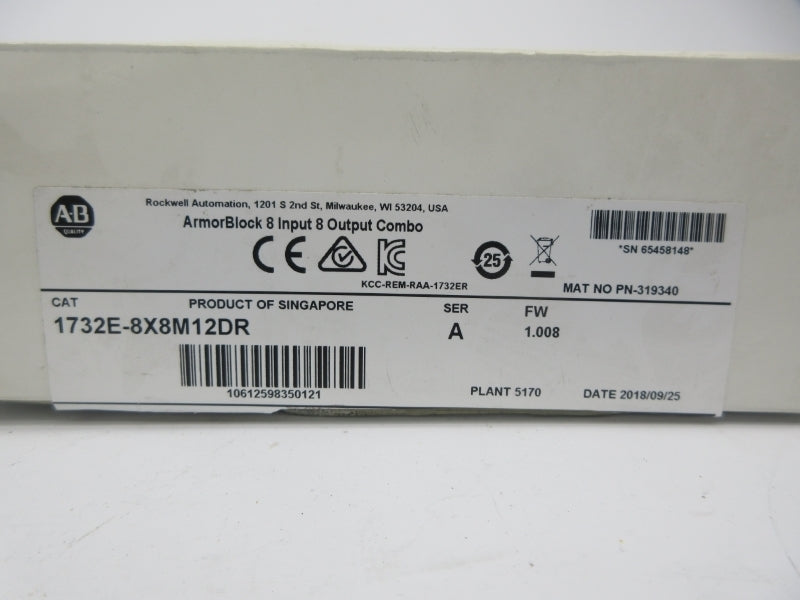 A-B
QUALITY
Rockwell Automation, 1201 S 2nd St, Milwaukee, WI 53204, USA
ArmorBlock 8 Input 8 Output Combo
CE
KC
25
*SN 65458148*
KCC-REM-RAA-1732ER
MAT NO PN-319340
CAT
PRODUCT OF SINGAPORE
SER
FW
1732E-8X8M12DR
A
1.008
10612598350121
PLANT 5170
DATE 2018/09/25